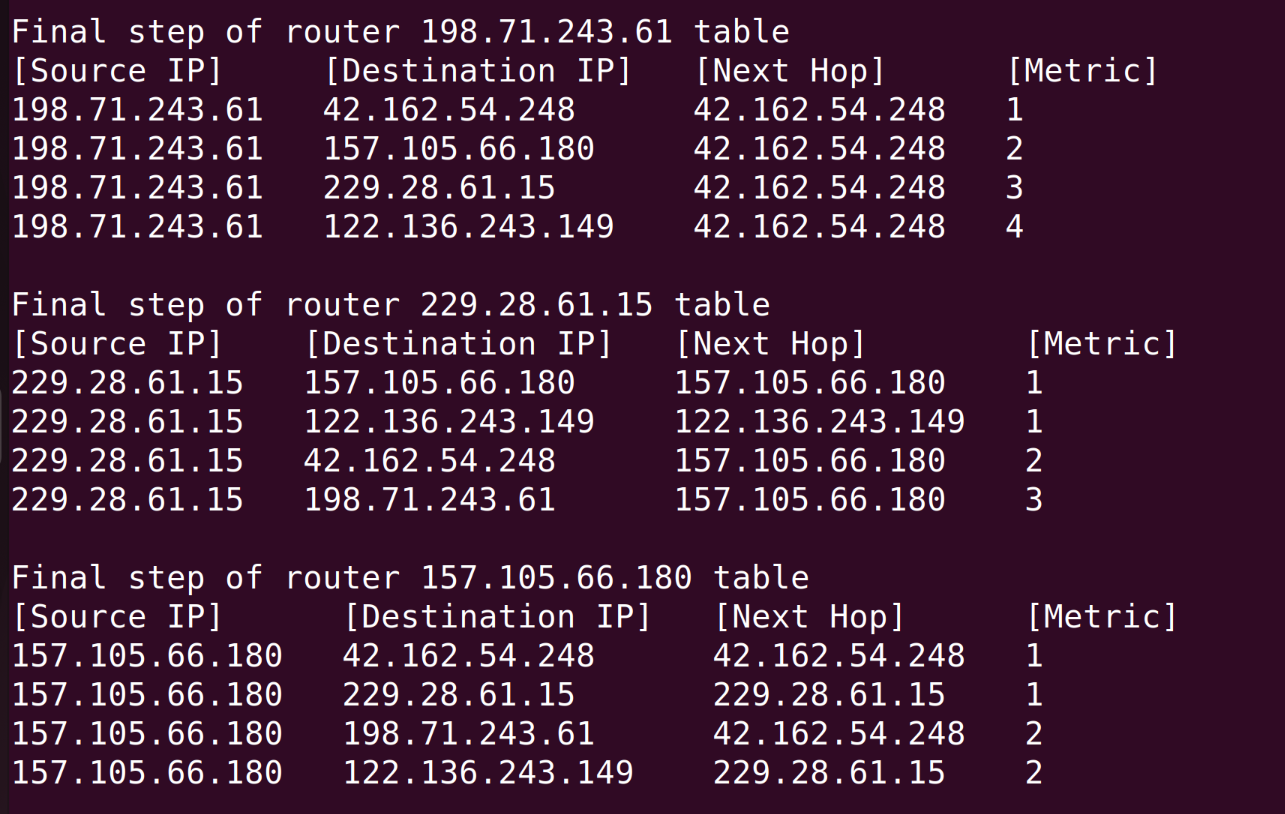 Final step of router 198.71.243.61 table
[Source IP]     [Destination IP]   [Next Hop]      [Metric]
198.71.243.61   42.162.54.248      42.162.54.248   1
198.71.243.61   157.105.66.180     42.162.54.248   2
198.71.243.61   229.28.61.15       42.162.54.248   3
198.71.243.61   122.136.243.149    42.162.54.248   4

Final step of router 229.28.61.15 table
[Source IP]    [Destination IP]   [Next Hop]        [Metric]
229.28.61.15   157.105.66.180     157.105.66.180    1
229.28.61.15   122.136.243.149    122.136.243.149   1
229.28.61.15   42.162.54.248      157.105.66.180    2
229.28.61.15   198.71.243.61      157.105.66.180    3

Final step of router 157.105.66.180 table
[Source IP]      [Destination IP]   [Next Hop]      [Metric]
157.105.66.180   42.162.54.248      42.162.54.248   1
157.105.66.180   229.28.61.15       229.28.61.15    1
157.105.66.180   198.71.243.61      42.162.54.248   2
157.105.66.180   122.136.243.149    229.28.61.15    2